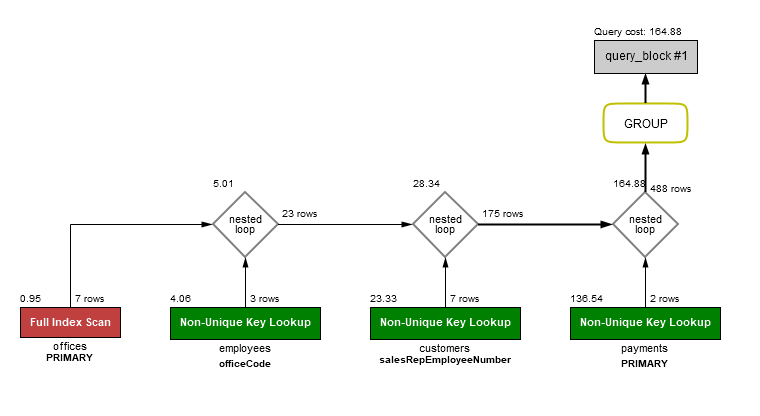 Query cost: 164.88
query_block #1
GROUP
5.01
28.34
164.88
488 rows
nested
loop
23 rows
nested
loop
175 rows
nested
loop
0.95
7 rows
4.06
3 rows
23.33
7 rows
136.54
2 rows
Full Index Scan
Non-Unique Key Lookup
Non-Unique Key Lookup
Non-Unique Key Lookup
offices
PRIMARY
employees
officeCode
customers
salesRepEmployeeNumber
payments
PRIMARY